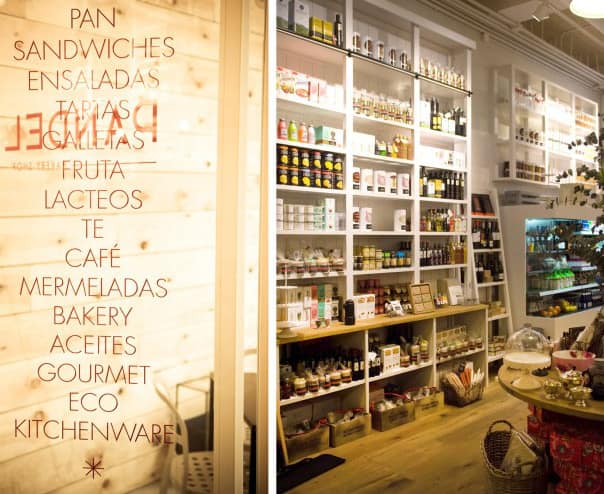 PAN
SANDWICHES
ENSALADAS
TARTAS
GALLETAS
FRUTA
LACTEOS
TE
CAFÉ
MERMELADAS
BAKERY
ACEITES
GOURMET
ECO
KITCHENWARE